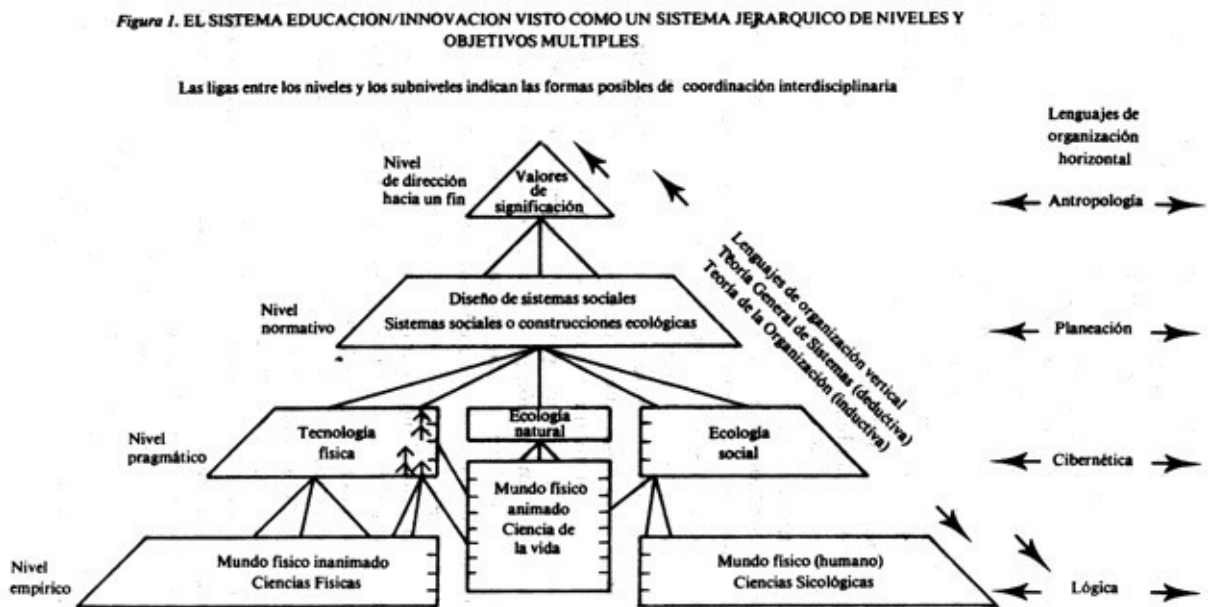 Figura 1. EL SISTEMA EDUCACION/INNOVACION VISTO COMO UN SISTEMA JERARQUICO DE NIVELES Y
OBJETIVOS MULTIPLES
Las ligas entre los niveles y los subniveles indican las formas posibles de coordinación interdisciplinaria
Lenguajes de
organización
horizontal
Nivel
de dirección
hacia un fin
Valores
de
significación
Antropología
Lenguajes de organización vertical
Teoría General de Sistemas (deductiva)
Teoría de la Organización (inductiva)
Nivel
normativo
Diseño de sistemas sociales
Sistemas sociales o construcciones ecológicas
Planeación
Nivel
pragmático
Tecnología
física
Ecología
natural
Ecología
social
Cibernética
Mundo físico
animado
Ciencia de
la vida
Nivel
empírico
Mundo físico inanimado
Ciencias Físicas
Mundo físico (humano)
Ciencias Sicológicas
Lógica